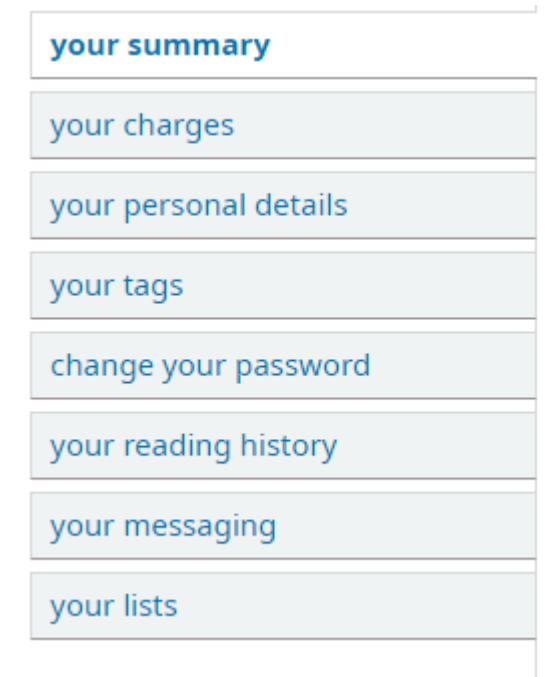 your summary
your charges
your personal details
your tags
change your password
your reading history
your messaging
your lists